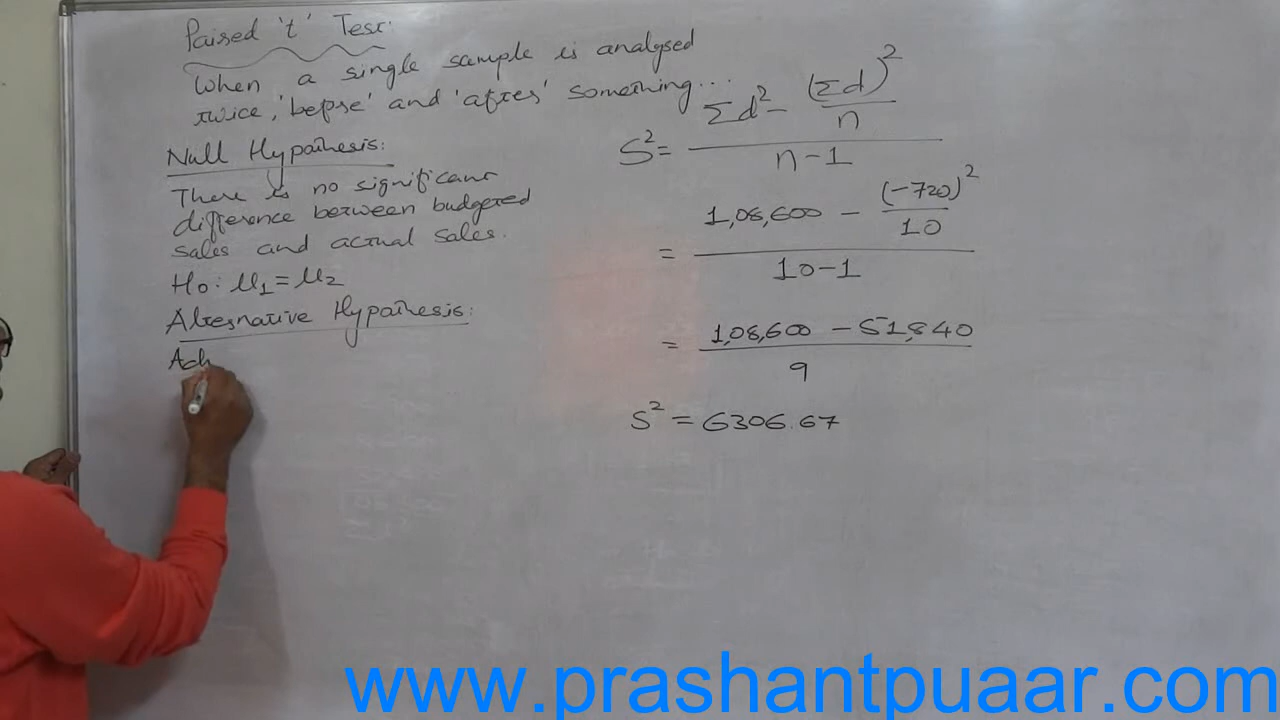 Paired 't' Test:
When a single sample is analysed
twice, 'before' and 'after' something...
Null Hypothesis:
There is no significant
difference between budgeted
sales and actual sales.
H0: μ1 = μ2
Alternative Hypothesis:
Ach
S² = (Σd² - (Σd)²/n) / (n-1)
= (1,08,600 - (-720)²/10) / (10-1)
= (1,08,600 - 51,840) / 9
S² = 6306.67
www.prashantpuaar.com